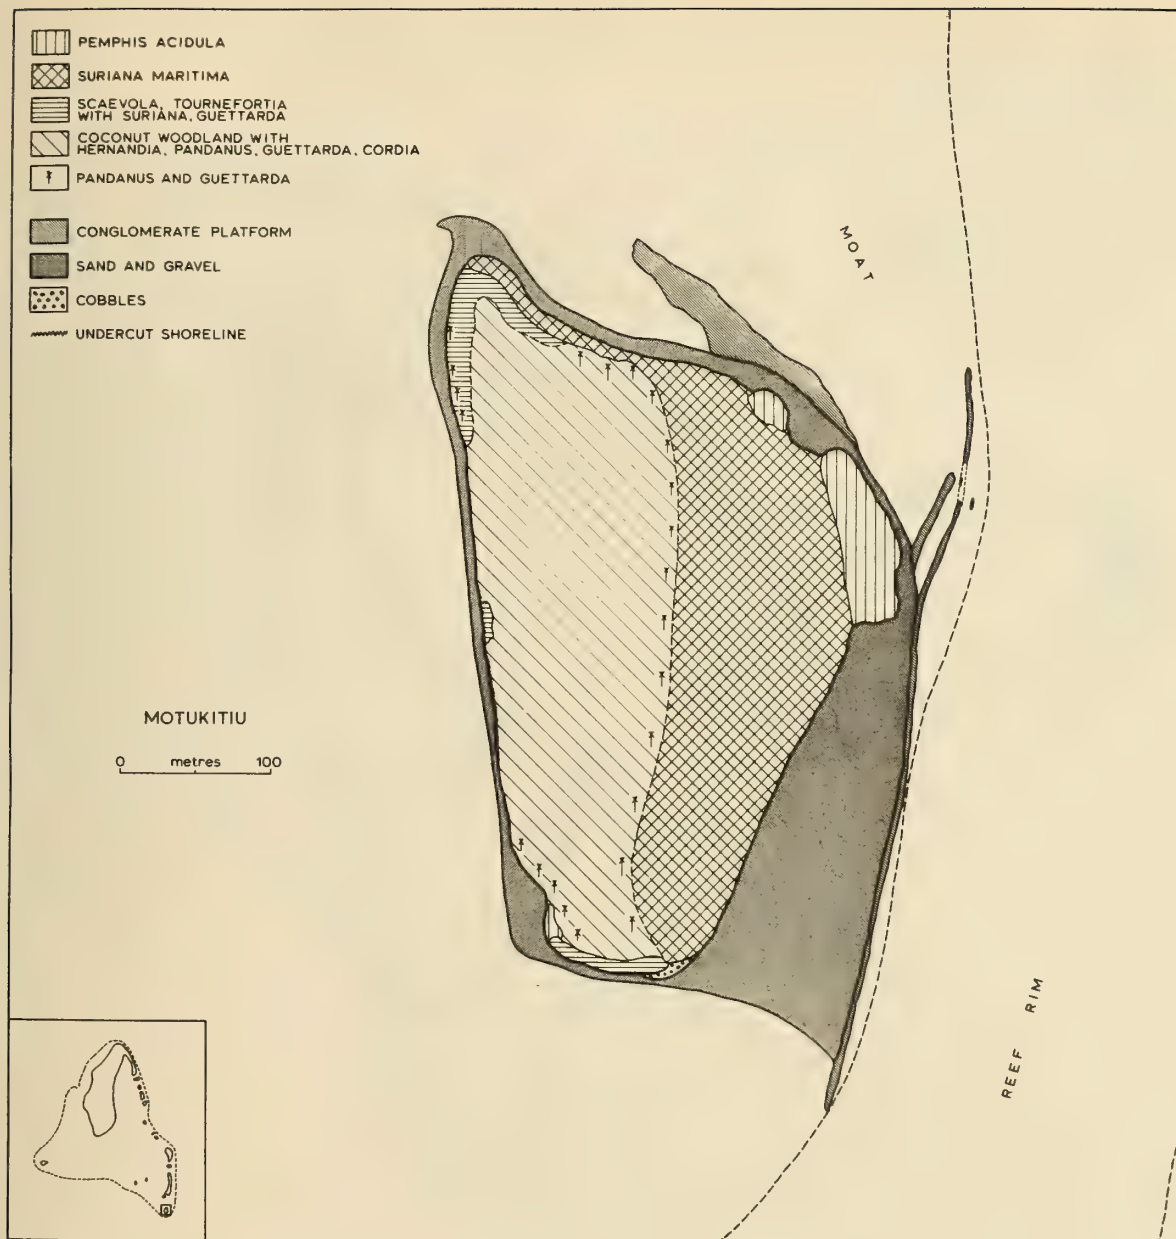 PEMPHIS ACIDULA
SURIANA MARITIMA
SCAEVOLA, TOURNEFORTIA
WITH SURIANA, GUETTARDA
COCONUT WOODLAND WITH
HERNANDIA, PANDANUS, GUETTARDA, CORDIA
PANDANUS AND GUETTARDA
CONGLOMERATE PLATFORM
SAND AND GRAVEL
COBBLES
UNDERCUT SHORELINE
MOAT
MOTUKITIU
0 metres 100
REEF RIM